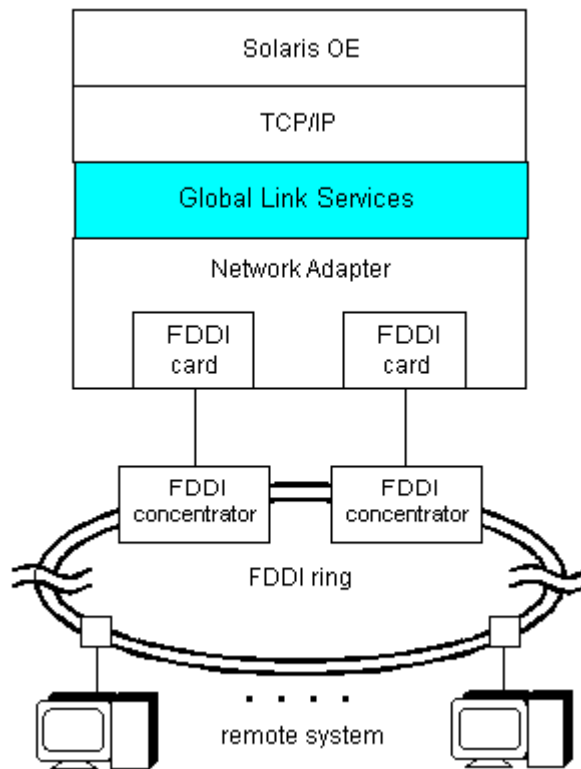 Solaris OE
TCP/IP
Global Link Services
Network Adapter
FDDI
card
FDDI
card
FDDI
concentrator
FDDI
concentrator
FDDI ring
remote system